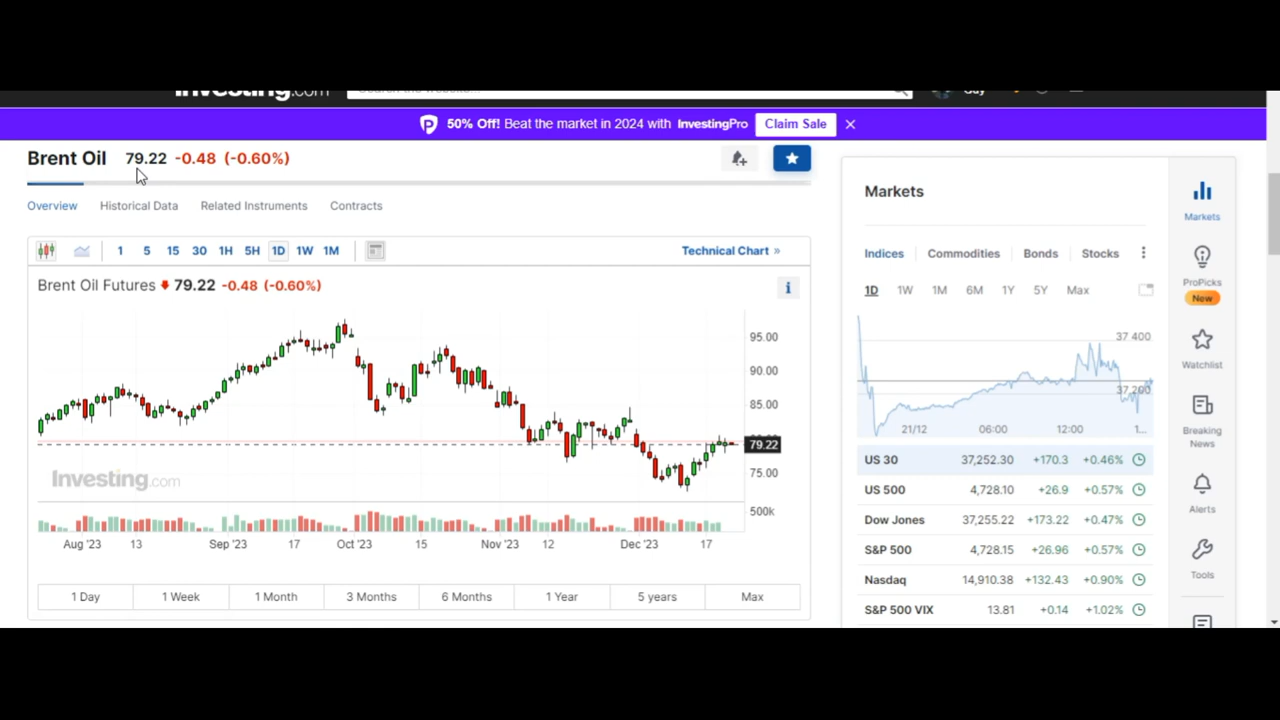 Investing.com
Search the website...
50% Off! Beat the market in 2024 with InvestingPro Claim Sale
Brent Oil 79.22 -0.48 (-0.60%)
Overview Historical Data Related Instruments Contracts
1 5 15 30 1H 5H 1D 1W 1M Technical Chart »
Brent Oil Futures 79.22 -0.48 (-0.60%)
95.00
90.00
85.00
79.22
75.00
Investing.com
500k
Aug '23 13 Sep '23 17 Oct '23 15 Nov '23 12 Dec '23 17
1 Day 1 Week 1 Month 3 Months 6 Months 1 Year 5 years Max
Markets
Indices Commodities Bonds Stocks
1D 1W 1M 6M 1Y 5Y Max
37 400
37 200
21/12 06:00 12:00 1...
US 30 37,252.30 +170.3 +0.46%
US 500 4,728.10 +26.9 +0.57%
Dow Jones 37,255.22 +173.22 +0.47%
S&P 500 4,728.15 +26.96 +0.57%
Nasdaq 14,910.38 +132.43 +0.90%
S&P 500 VIX 13.81 +0.14 +1.02%
Markets
ProPicks
New
Watchlist
Breaking
News
Alerts
Tools